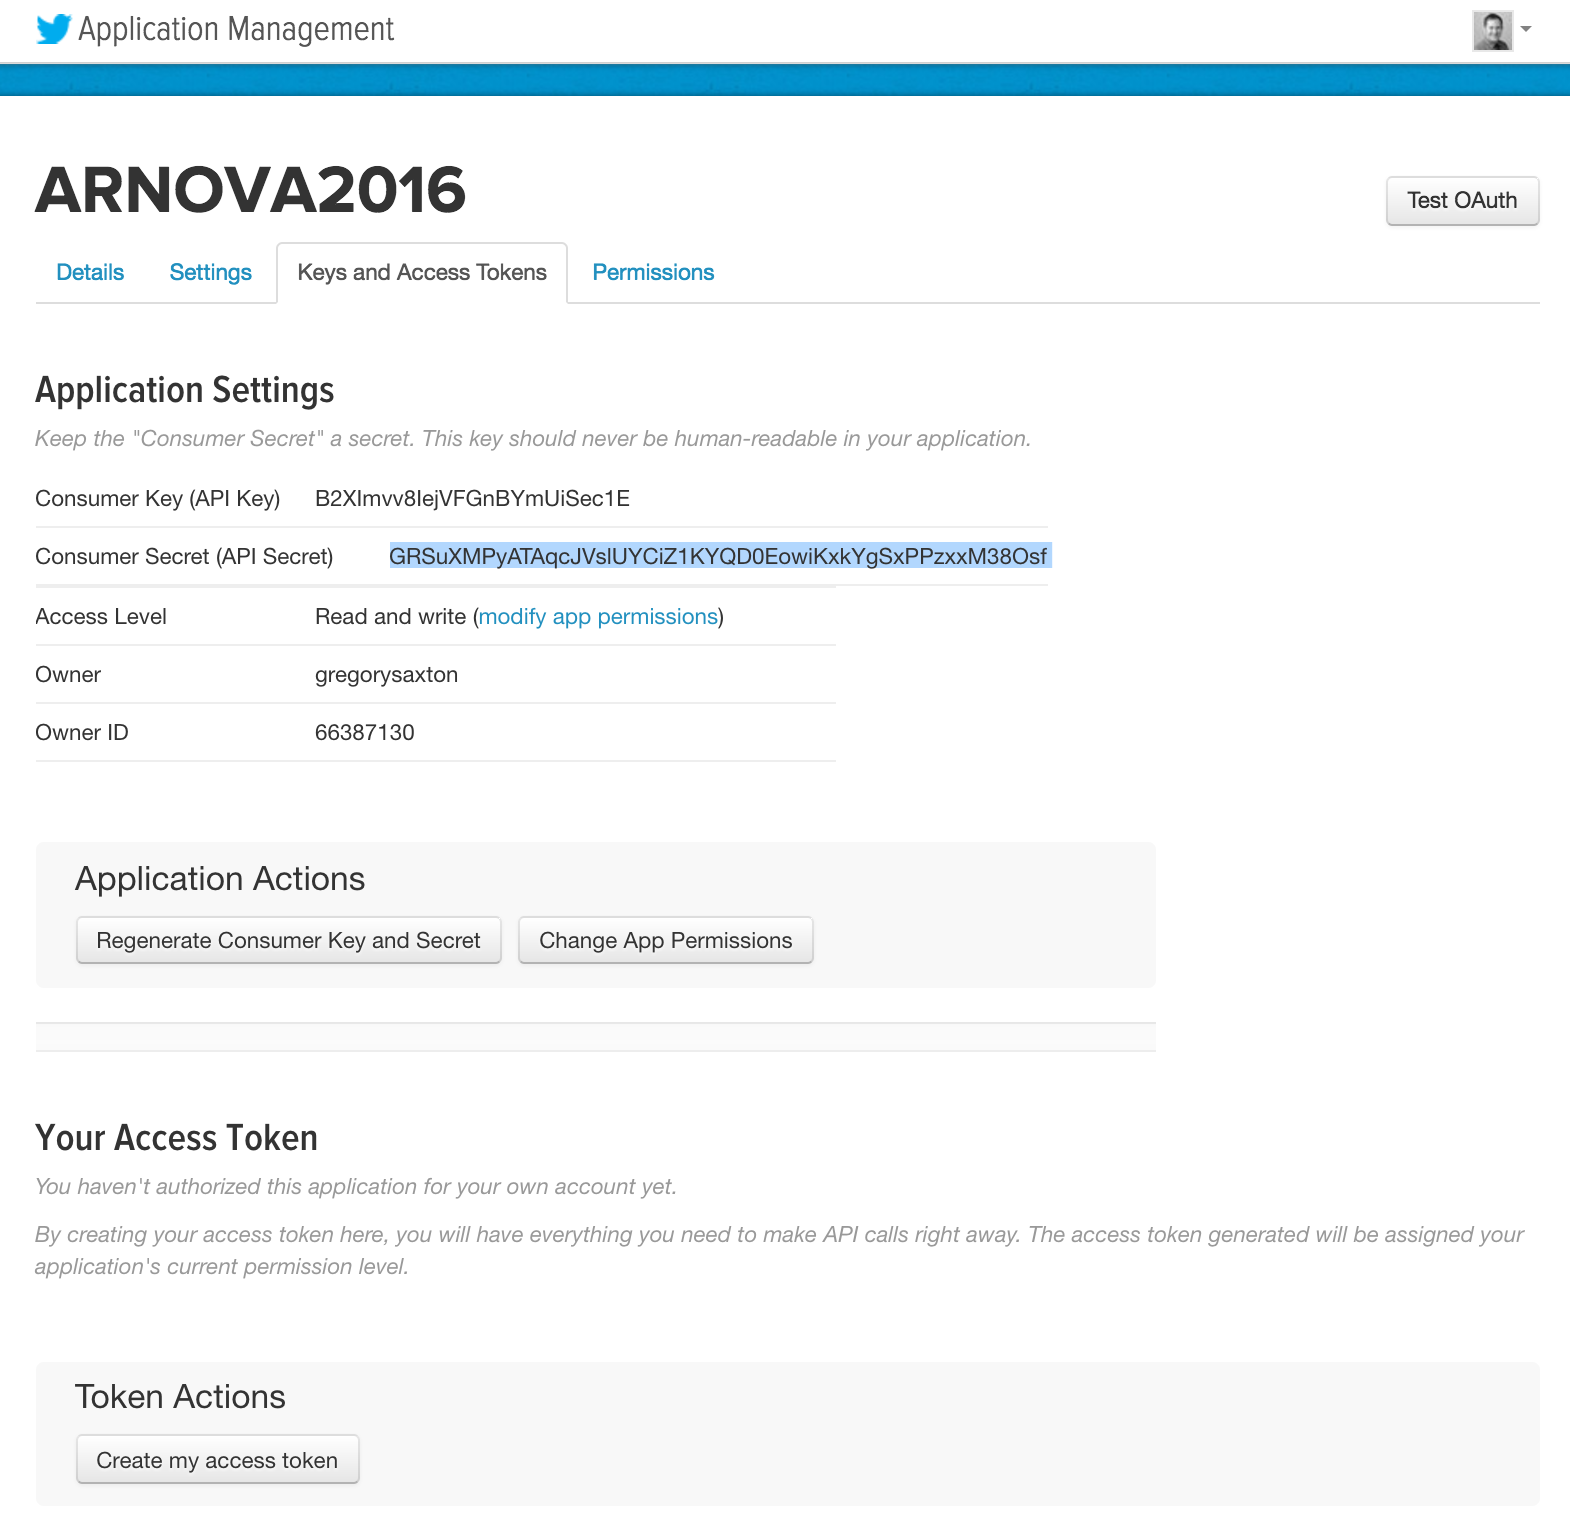 Application Management
ARNOVA2016
Test OAuth
Details Settings Keys and Access Tokens Permissions
Application Settings
Keep the "Consumer Secret" a secret. This key should never be human-readable in your application.
Consumer Key (API Key) B2XImvv8IejVFGnBYmUiSec1E
Consumer Secret (API Secret) GRSuXMPyATAqcJVslUYCiZ1KYQD0EowiKxkYgSxPPzxxM38Osf
Access Level Read and write (modify app permissions)
Owner gregorysaxton
Owner ID 66387130
Application Actions
Regenerate Consumer Key and Secret Change App Permissions
Your Access Token
You haven't authorized this application for your own account yet.
By creating your access token here, you will have everything you need to make API calls right away. The access token generated will be assigned your
application's current permission level.
Token Actions
Create my access token